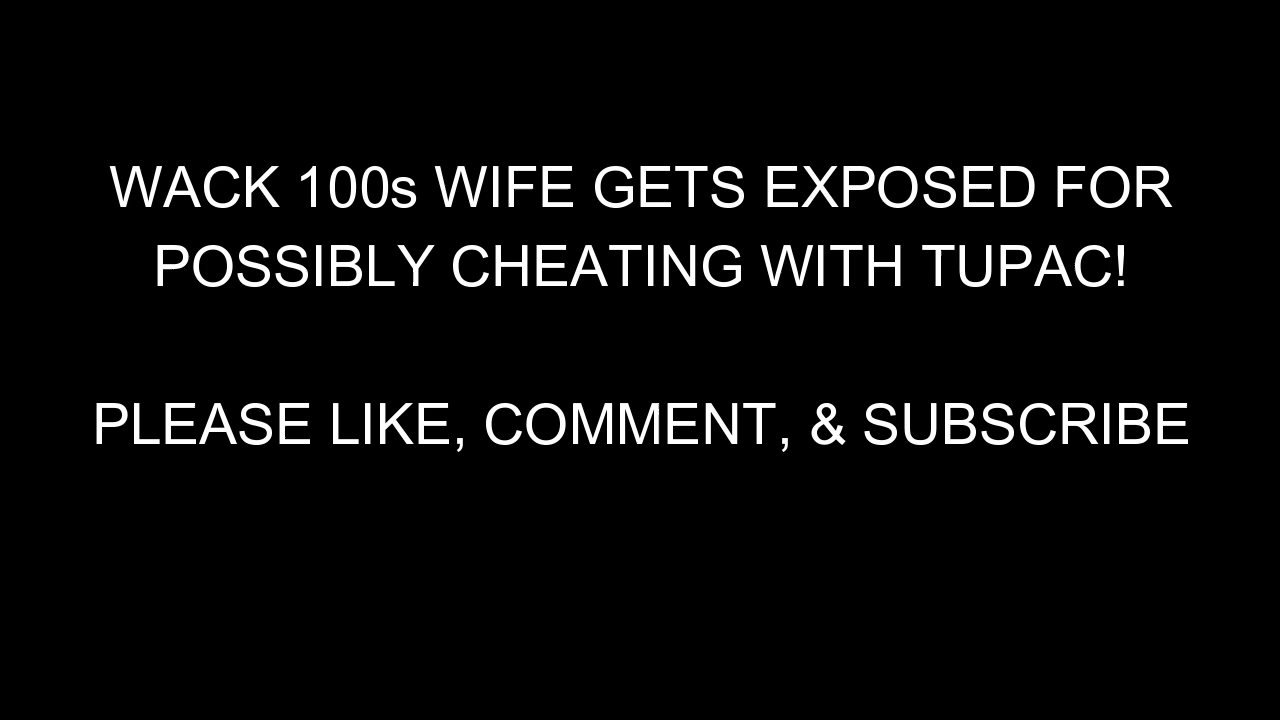 WACK 100s WIFE GETS EXPOSED FOR
POSSIBLY CHEATING WITH TUPAC!
PLEASE LIKE, COMMENT, & SUBSCRIBE